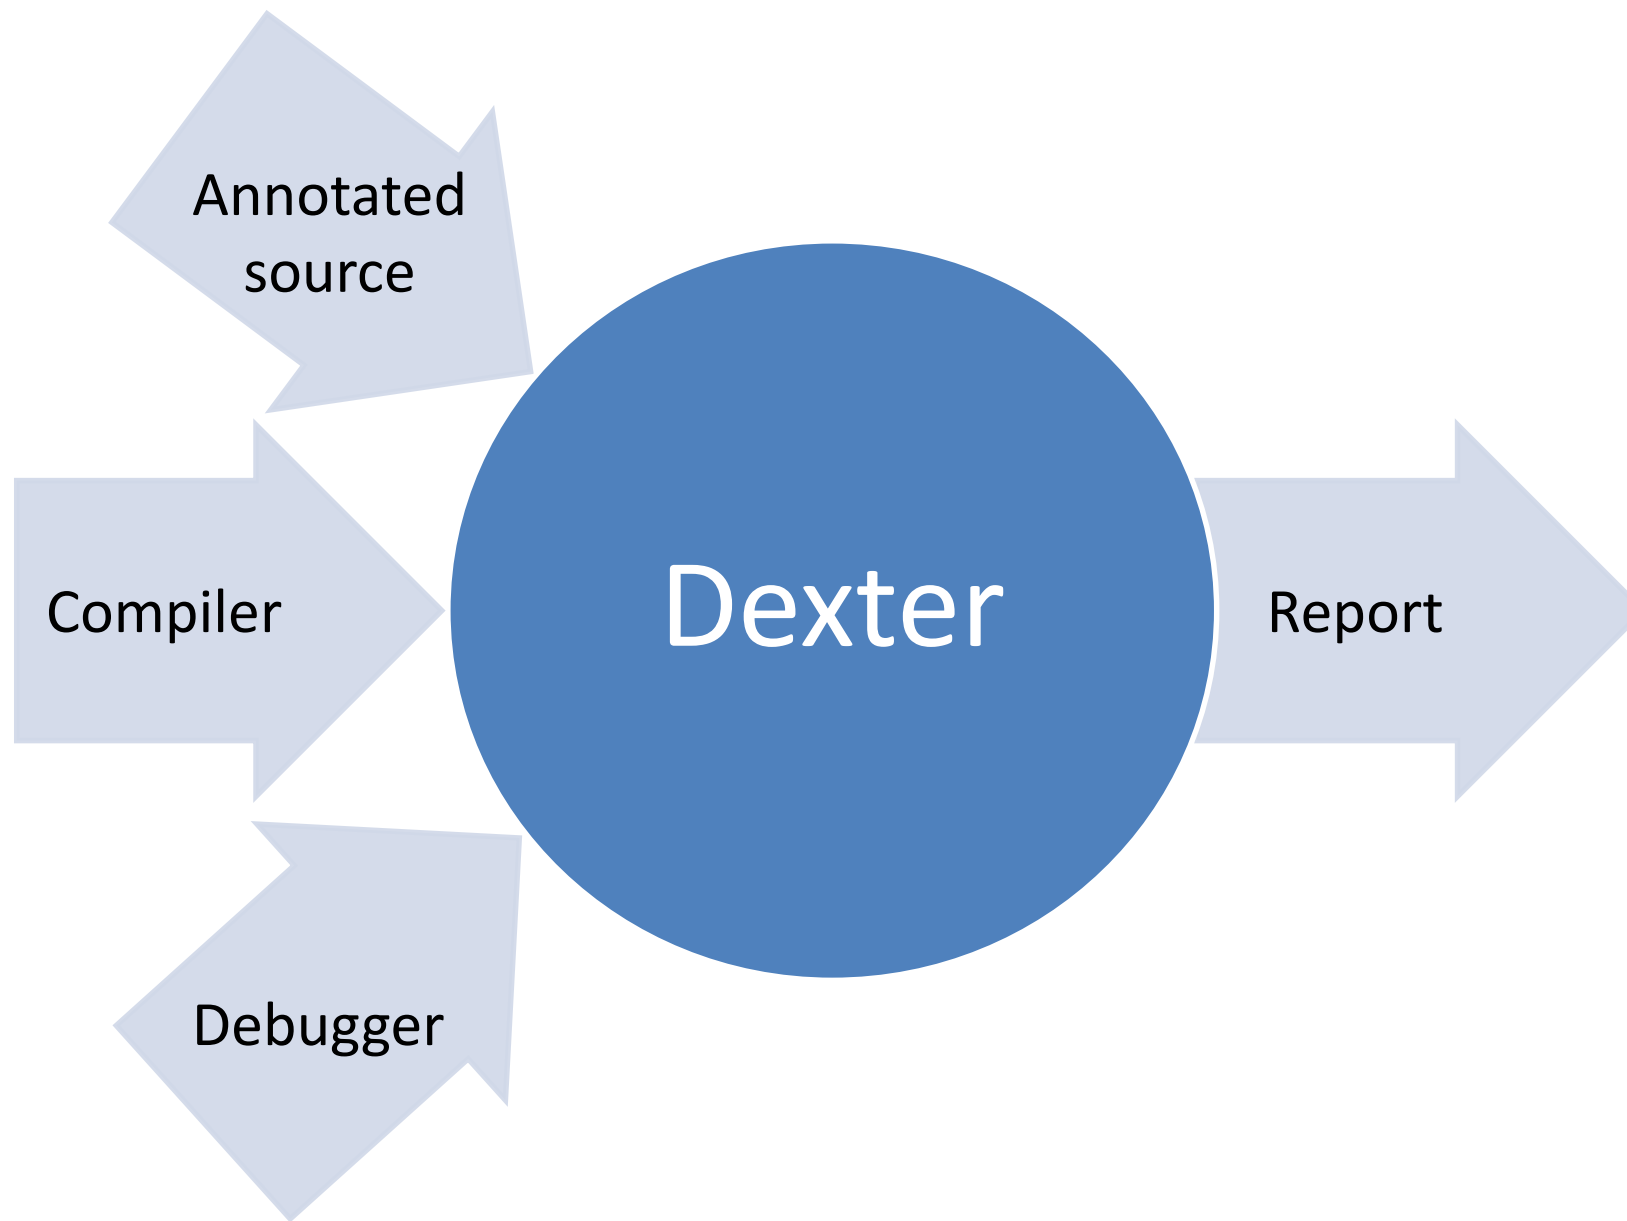 Annotated
source
Compiler
Dexter
Report
Debugger